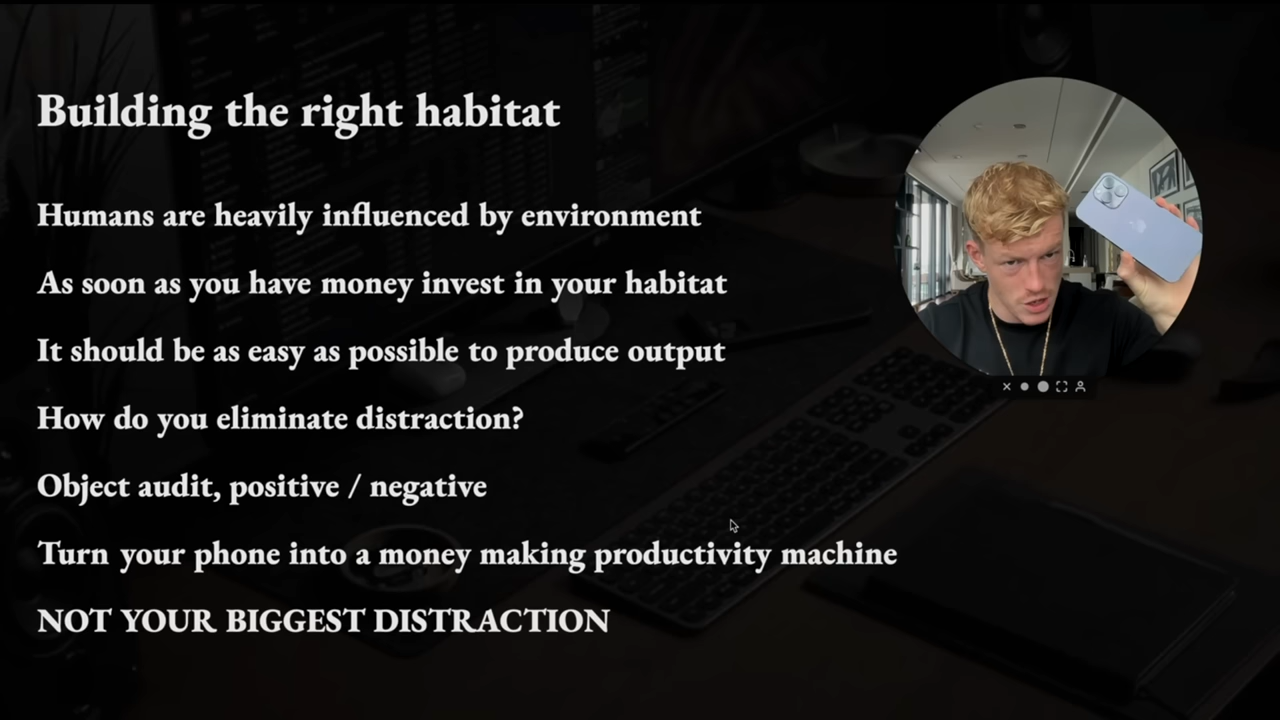 Building the right habitat
Humans are heavily influenced by environment
As soon as you have money invest in your habitat
It should be as easy as possible to produce output
How do you eliminate distraction?
Object audit, positive / negative
Turn your phone into a money making productivity machine
NOT YOUR BIGGEST DISTRACTION